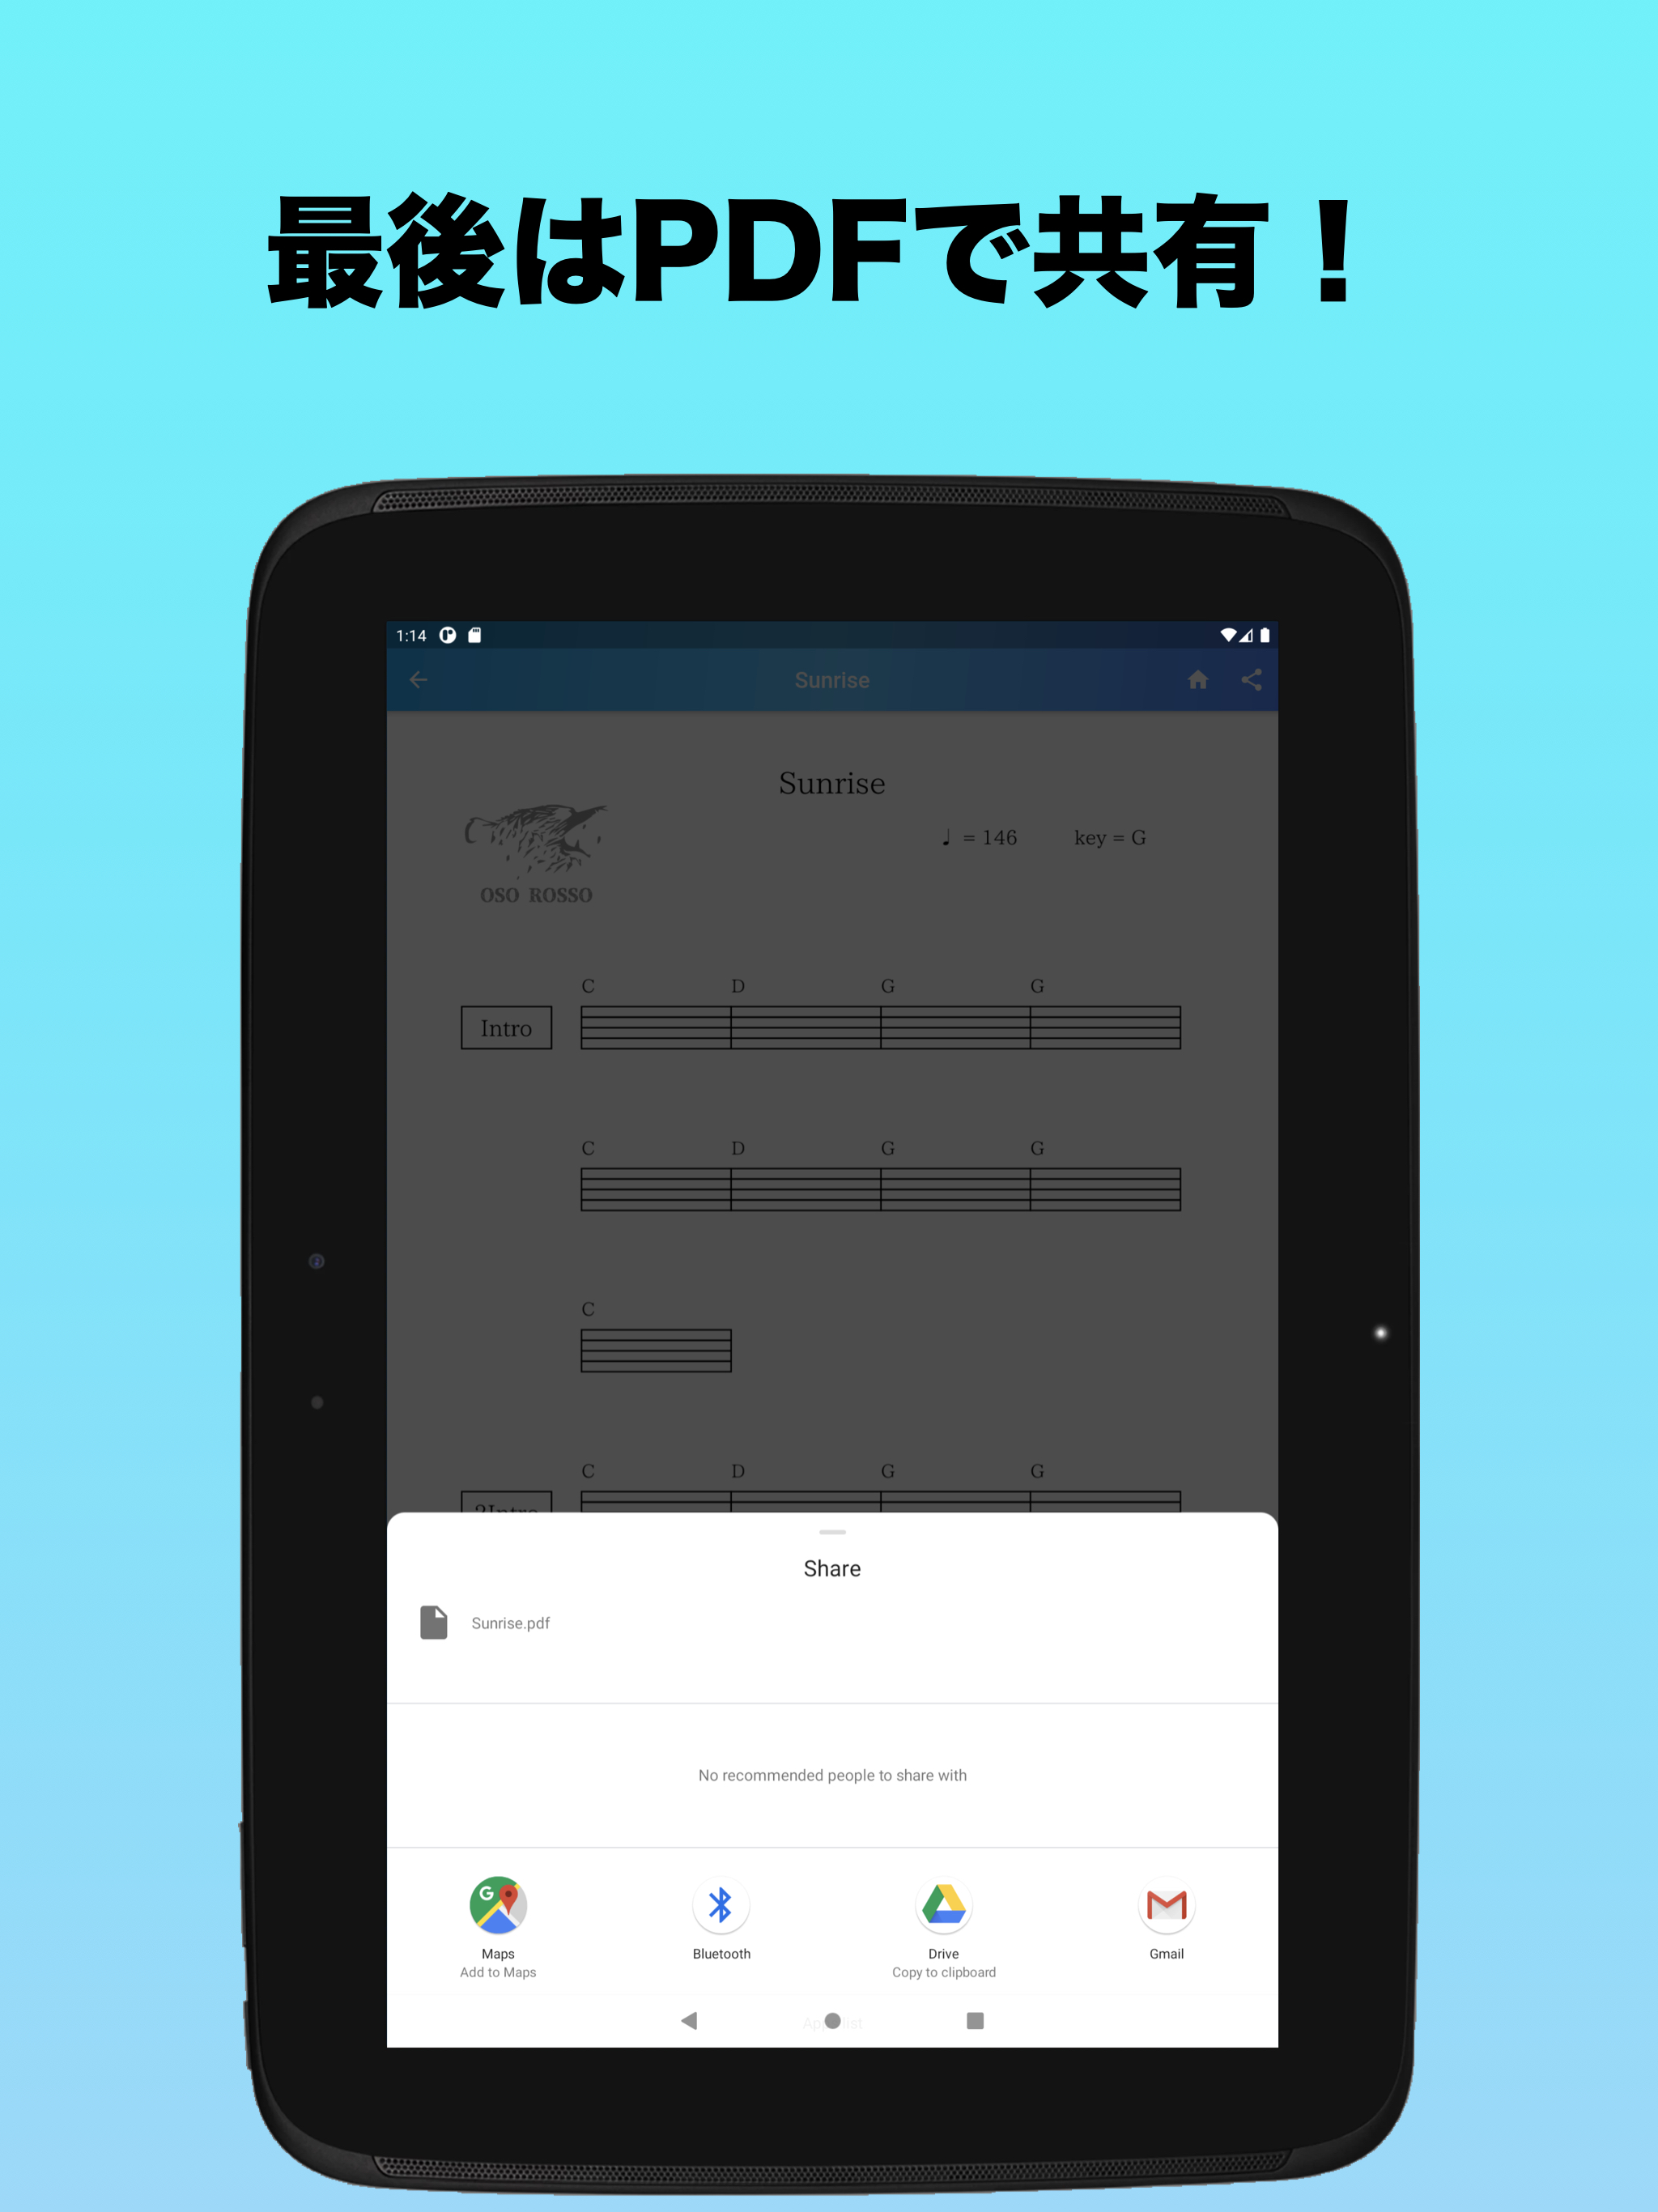 最後はPDFで共有！
1:14
Sunrise
Sunrise
♩ = 146 key = G
OSO ROSSO
C D G G
Intro
C D G G
C
C D G G
2Intro
Share
Sunrise.pdf
No recommended people to share with
Maps Bluetooth Drive Gmail
Add to Maps Copy to clipboard